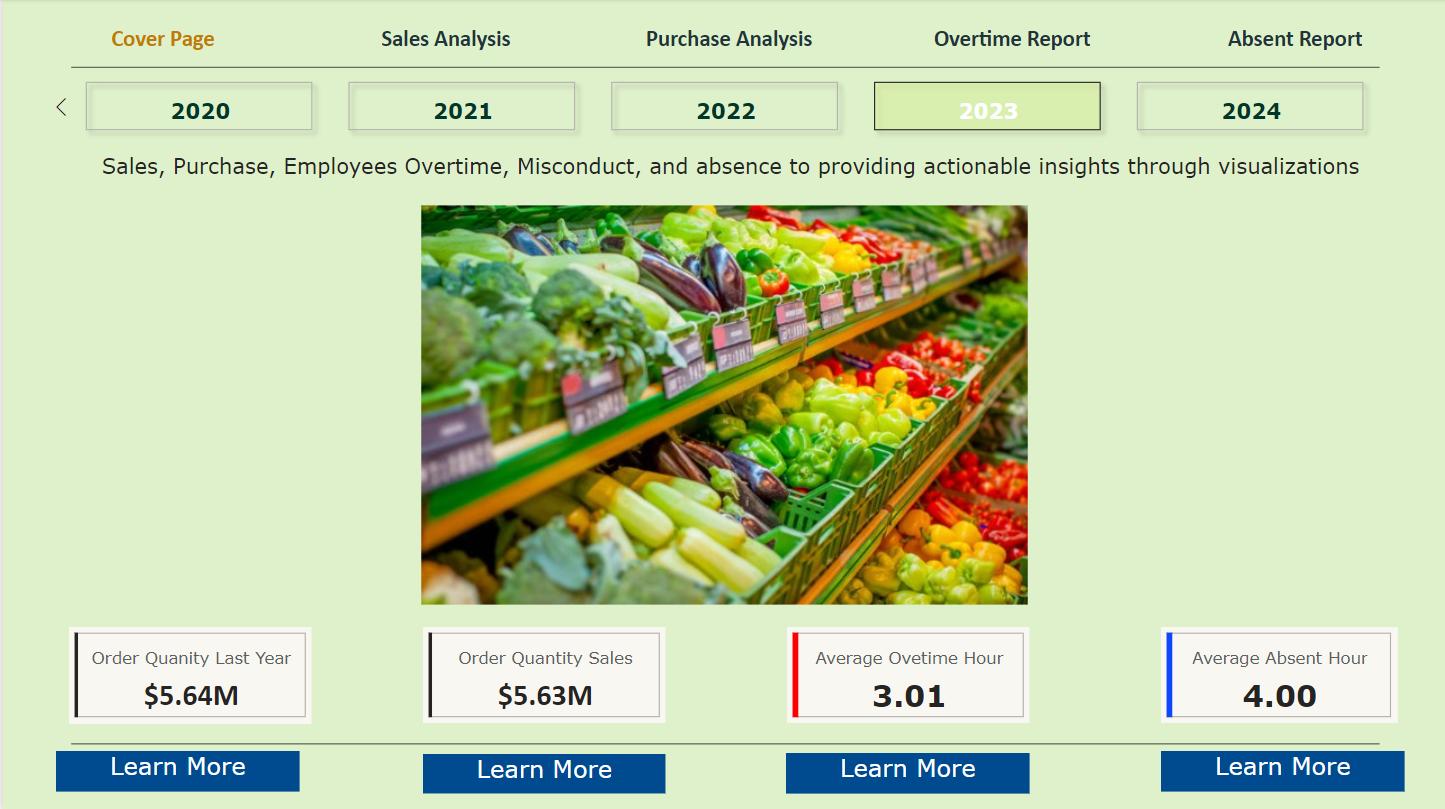 Cover Page Sales Analysis Purchase Analysis Overtime Report Absent Report
2020 2021 2022 2023 2024
Sales, Purchase, Employees Overtime, Misconduct, and absence to providing actionable insights through visualizations
Order Quanity Last Year
$5.64M
Order Quantity Sales
$5.63M
Average Ovetime Hour
3.01
Average Absent Hour
4.00
Learn More Learn More Learn More Learn More